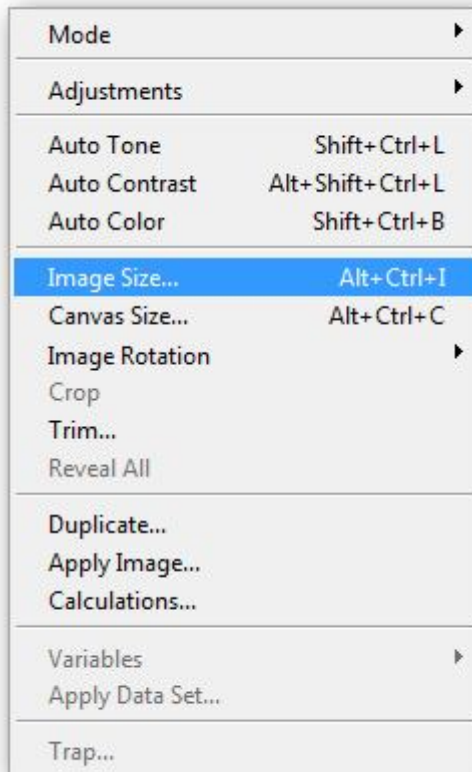 Mode
Adjustments
Auto Tone Shift+Ctrl+L
Auto Contrast Alt+Shift+Ctrl+L
Auto Color Shift+Ctrl+B
Image Size... Alt+Ctrl+I
Canvas Size... Alt+Ctrl+C
Image Rotation
Crop
Trim...
Reveal All
Duplicate...
Apply Image...
Calculations...
Variables
Apply Data Set...
Trap...